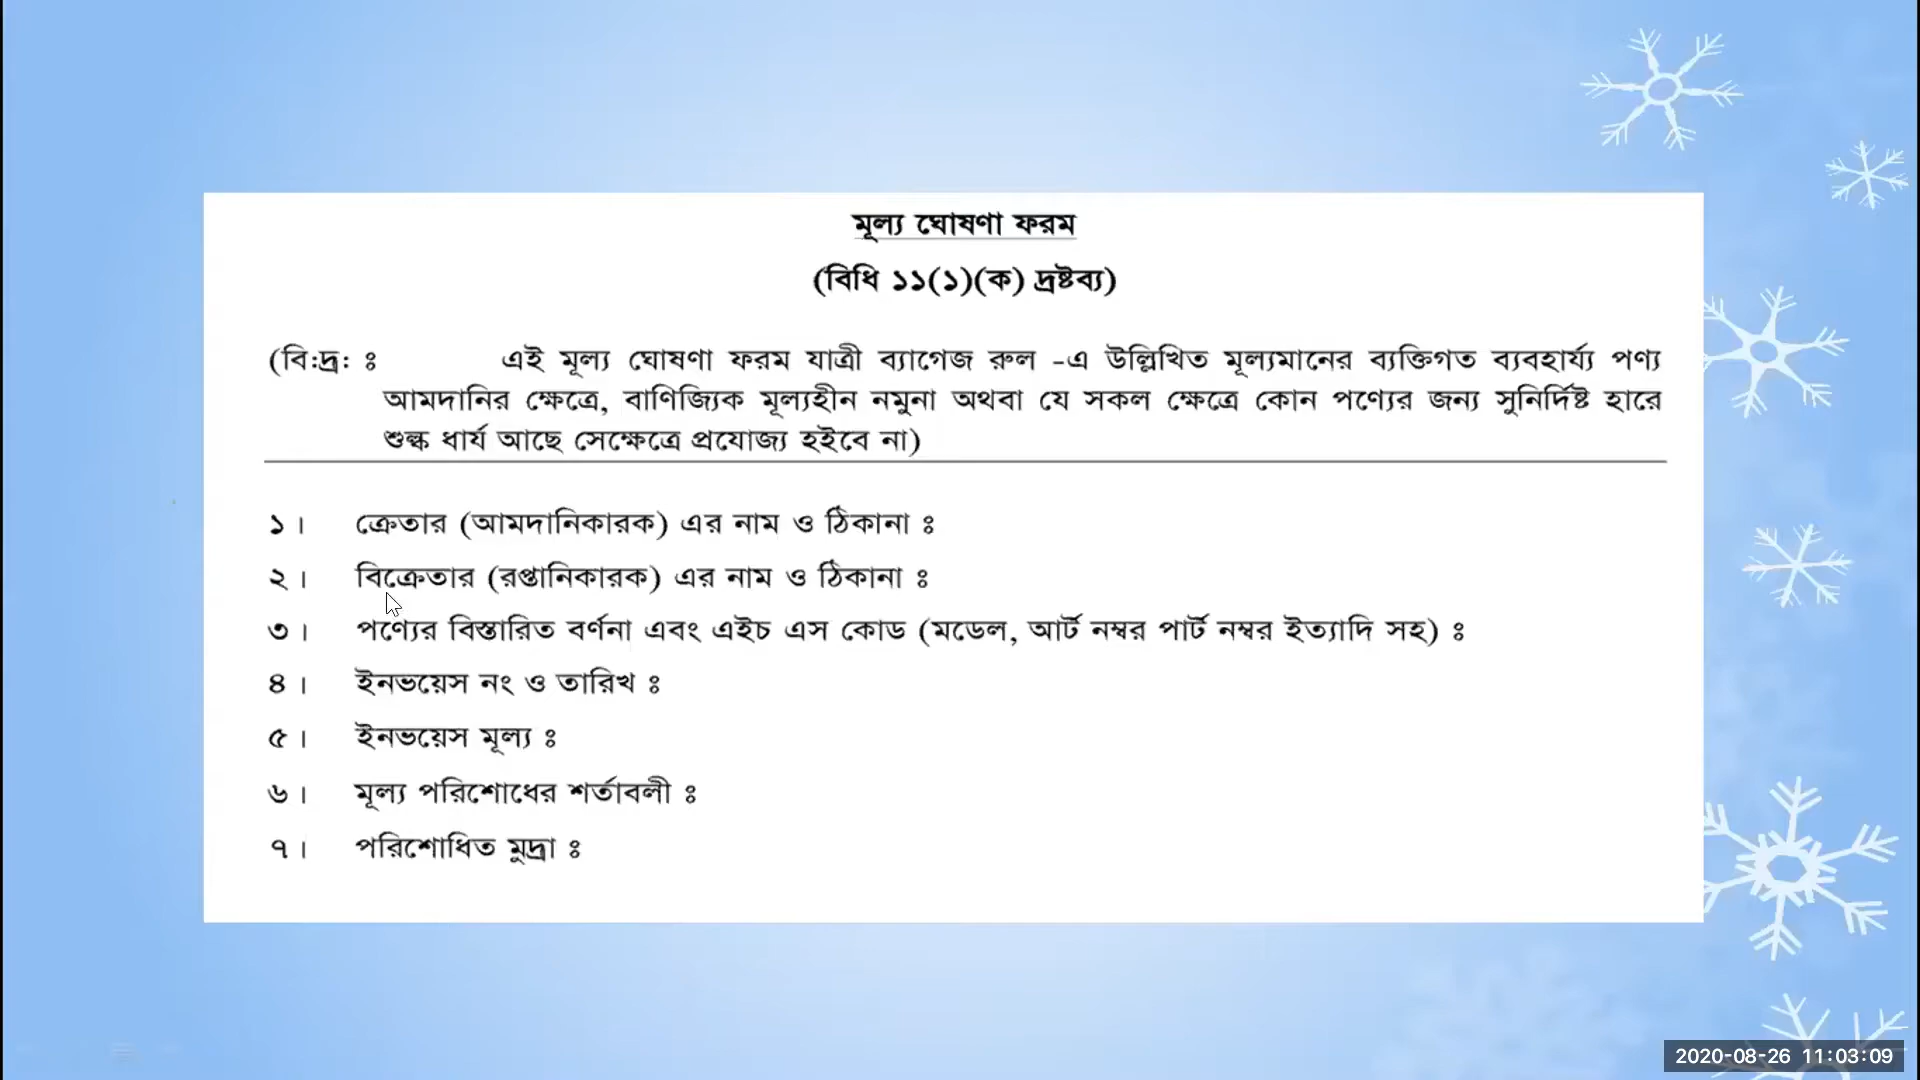 মূল্য ঘোষণা ফরম
(বিধি ১১(১)(ক) দ্রষ্টব্য)
(বি:দ্র: ঃ এই মূল্য ঘোষণা ফরম যাত্রী ব্যাগেজ রুল -এ উল্লিখিত মূল্যমানের ব্যক্তিগত ব্যবহার্য্য পণ্য
আমদানির ক্ষেত্রে, বাণিজ্যিক মূল্যহীন নমুনা অথবা যে সকল ক্ষেত্রে কোন পণ্যের জন্য সুনির্দিষ্ট হারে
শুল্ক ধার্য আছে সেক্ষেত্রে প্রযোজ্য হইবে না)
১। ক্রেতার (আমদানিকারক) এর নাম ও ঠিকানা ঃ
২। বিক্রেতার (রপ্তানিকারক) এর নাম ও ঠিকানা ঃ
৩। পণ্যের বিস্তারিত বর্ণনা এবং এইচ এস কোড (মডেল, আর্ট নম্বর পার্ট নম্বর ইত্যাদি সহ) ঃ
৪। ইনভয়েস নং ও তারিখ ঃ
৫। ইনভয়েস মূল্য ঃ
৬। মূল্য পরিশোধের শর্তাবলী ঃ
৭। পরিশোধিত মুদ্রা ঃ
2020-08-26 11:03:09